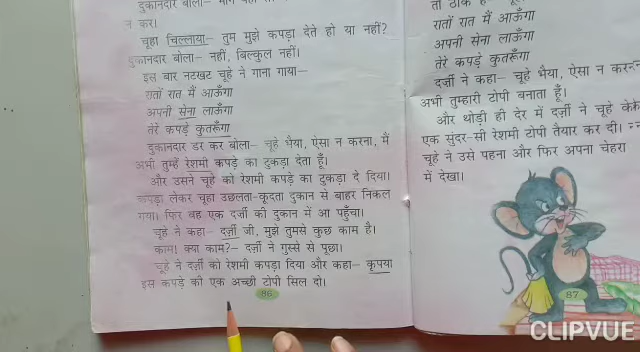 दुकानदार बोला—
न कर।
चूहा चिल्लाया— तुम मुझे कपड़ा देते हो या नहीं?
दुकानदार बोला— नहीं, बिल्कुल नहीं।
इस बार नटखट चूहे ने गाना गाया—
रातों रात मैं आऊँगा
अपनी सेना लाऊँगा
तेरे कपड़े कुतरूँगा
दुकानदार डर कर बोला— चूहे भैया, ऐसा न करना, मैं
अभी तुम्हें रेशमी कपड़े का टुकड़ा देता हूँ।
और उसने चूहे को रेशमी कपड़े का टुकड़ा दे दिया।
कपड़ा लेकर चूहा उछलता-कूदता दुकान से बाहर निकल
गया। फिर वह एक दर्ज़ी की दुकान में आ पहुँचा।
चूहे ने कहा— दर्ज़ी जी, मुझे तुमसे कुछ काम है।
काम! क्या काम?— दर्ज़ी ने गुस्से से पूछा।
चूहे ने दर्ज़ी को रेशमी कपड़ा दिया और कहा— कृपया
इस कपड़े की एक अच्छी टोपी सिल दो।
86
रातों रात मैं आऊँगा
अपनी सेना लाऊँगा
तेरे कपड़े कुतरूँगा
दर्ज़ी ने कहा— चूहे भैया, ऐसा न
अभी तुम्हारी टोपी बनाता हूँ।
और थोड़ी ही देर में दर्ज़ी ने चूहे
एक सुंदर-सी रेशमी टोपी तैयार कर दी।
चूहे ने उसे पहना और फिर अपना चेहरा
में देखा।
87
CLIPVUE